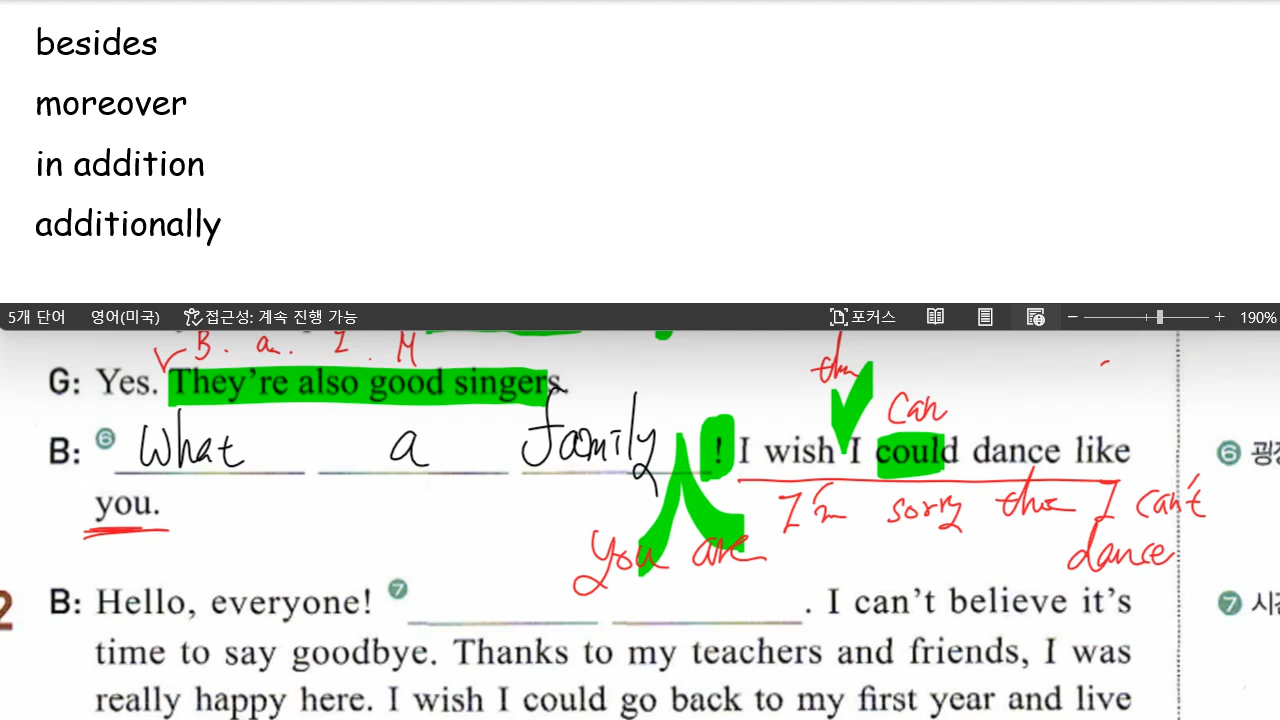 besides
moreover
in addition
additionally
5개 단어 영어(미국) 접근성: 계속 진행 가능 포커스 190%
B. a. I. M
G: Yes. They're also good singers.
that
can
B: ⑥ What a family! I wish I could dance like ⑥
you.
I'm sorry that I can't
dance
you are
2 B: Hello, everyone! ⑦ . I can't believe it's ⑦
time to say goodbye. Thanks to my teachers and friends, I was
really happy here. I wish I could go back to my first year and live